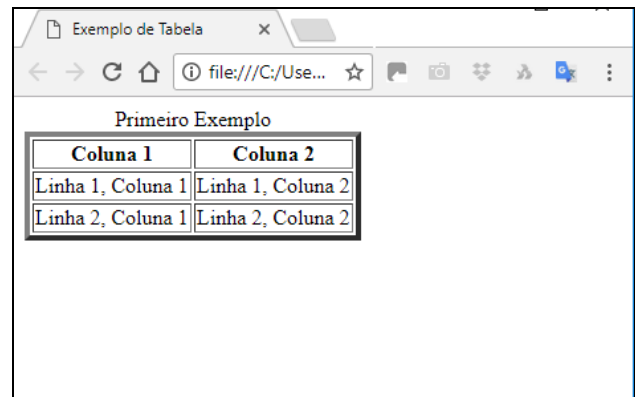 Exemplo de Tabela
file:///C:/Use...
Primeiro Exemplo
Coluna 1 Coluna 2
Linha 1, Coluna 1 Linha 1, Coluna 2
Linha 2, Coluna 1 Linha 2, Coluna 2